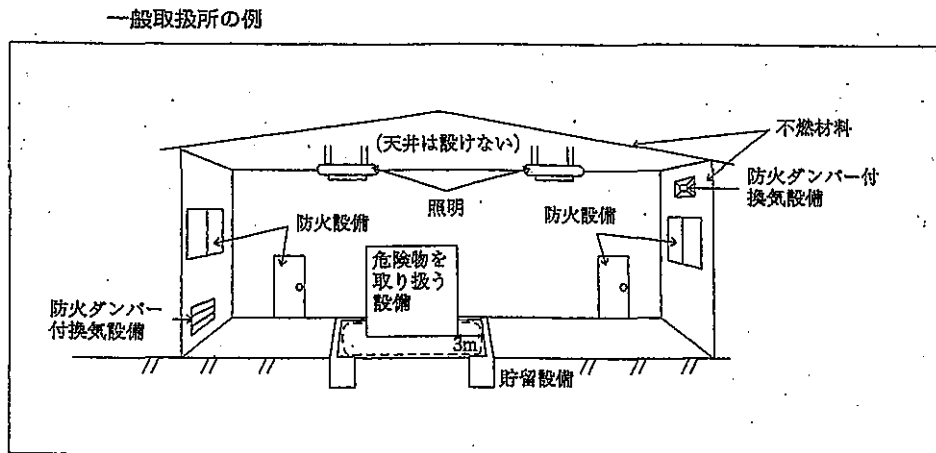 一般取扱所の例
(天井は設けない)
不燃材料
防火ダンパー付
換気設備
照明
防火設備
防火設備
危険物を
取り扱う
設備
防火ダンパー
付換気設備
3m
貯留設備